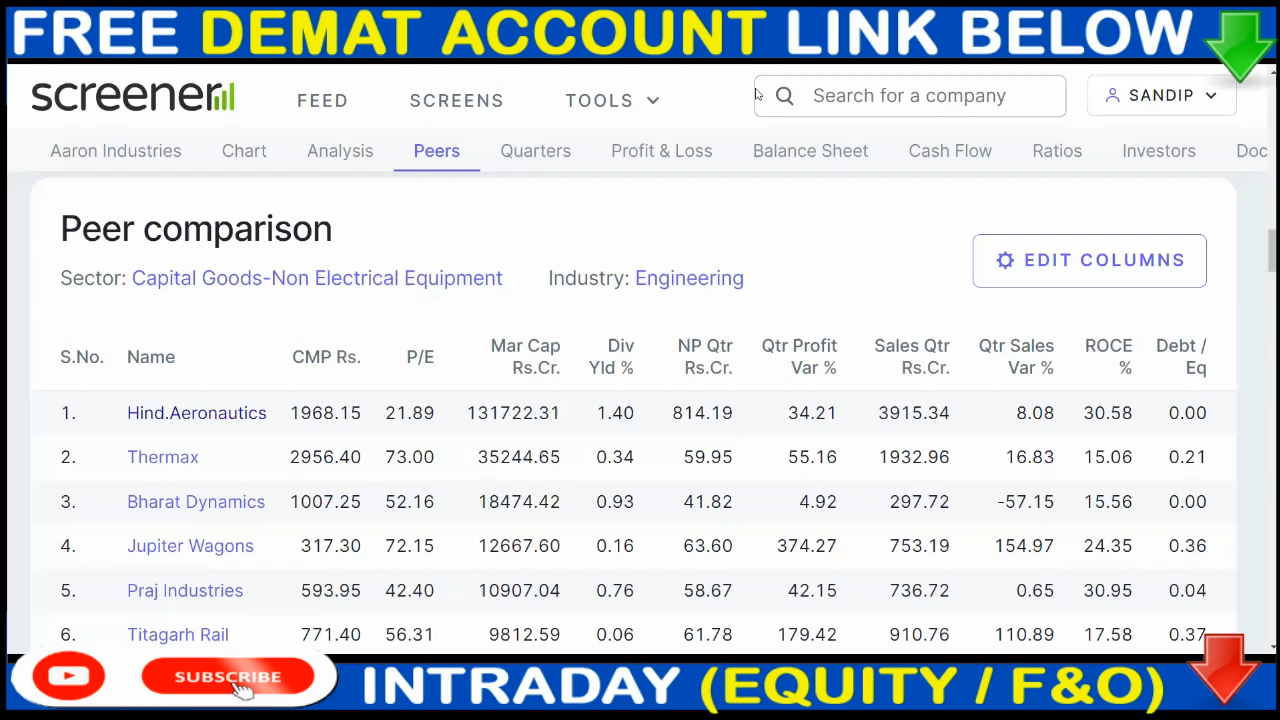 FREE DEMAT ACCOUNT LINK BELOW
screener FEED SCREENS TOOLS Search for a company SANDIP
Aaron Industries Chart Analysis Peers Quarters Profit & Loss Balance Sheet Cash Flow Ratios Investors Doc
Peer comparison
EDIT COLUMNS
Sector: Capital Goods-Non Electrical Equipment Industry: Engineering
S.No. Name CMP Rs. P/E Mar Cap Rs.Cr. Div Yld % NP Qtr Rs.Cr. Qtr Profit Var % Sales Qtr Rs.Cr. Qtr Sales Var % ROCE % Debt / Eq
1. Hind.Aeronautics 1968.15 21.89 131722.31 1.40 814.19 34.21 3915.34 8.08 30.58 0.00
2. Thermax 2956.40 73.00 35244.65 0.34 59.95 55.16 1932.96 16.83 15.06 0.21
3. Bharat Dynamics 1007.25 52.16 18474.42 0.93 41.82 4.92 297.72 -57.15 15.56 0.00
4. Jupiter Wagons 317.30 72.15 12667.60 0.16 63.60 374.27 753.19 154.97 24.35 0.36
5. Praj Industries 593.95 42.40 10907.04 0.76 58.67 42.15 736.72 0.65 30.95 0.04
6. Titagarh Rail 771.40 56.31 9812.59 0.06 61.78 179.42 910.76 110.89 17.58 0.37
SUBSCRIBE
INTRADAY (EQUITY / F&O)